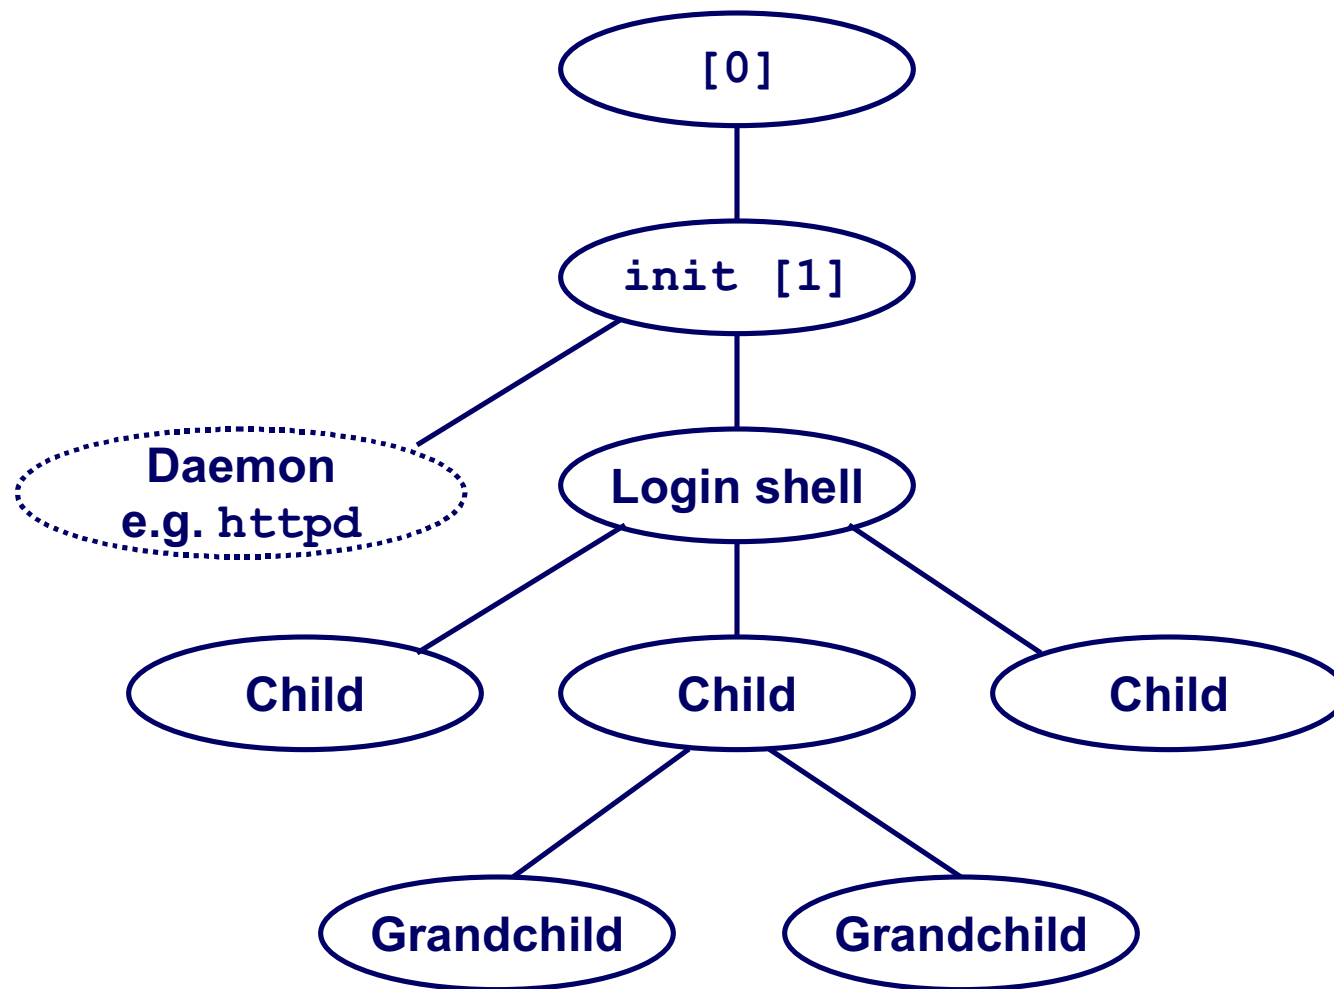 [0]
init [1]
Daemon
e.g. httpd
Login shell
Child
Child
Child
Grandchild
Grandchild